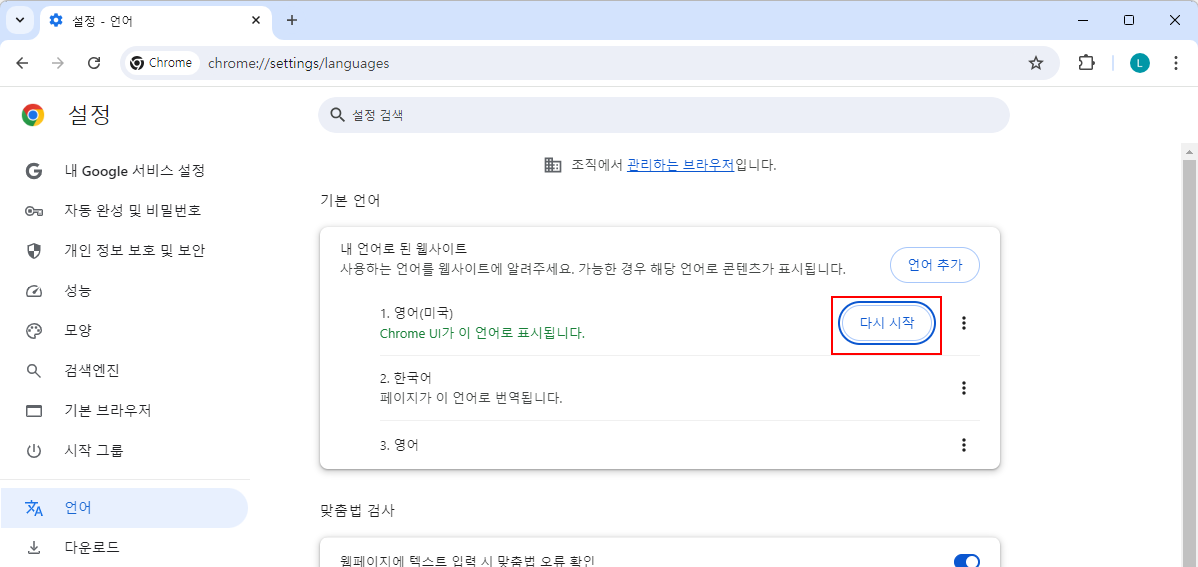 설정 - 언어
Chrome
chrome://settings/languages
L
설정
설정 검색
내 Google 서비스 설정
자동 완성 및 비밀번호
개인 정보 보호 및 보안
성능
모양
검색엔진
기본 브라우저
시작 그룹
언어
다운로드
조직에서 관리하는 브라우저입니다.
기본 언어
내 언어로 된 웹사이트
사용하는 언어를 웹사이트에 알려주세요. 가능한 경우 해당 언어로 콘텐츠가 표시됩니다.
언어 추가
1. 영어(미국)
Chrome UI가 이 언어로 표시됩니다.
다시 시작
2. 한국어
페이지가 이 언어로 번역됩니다.
3. 영어
맞춤법 검사
웹페이지에 텍스트 입력 시 맞춤법 오류 확인